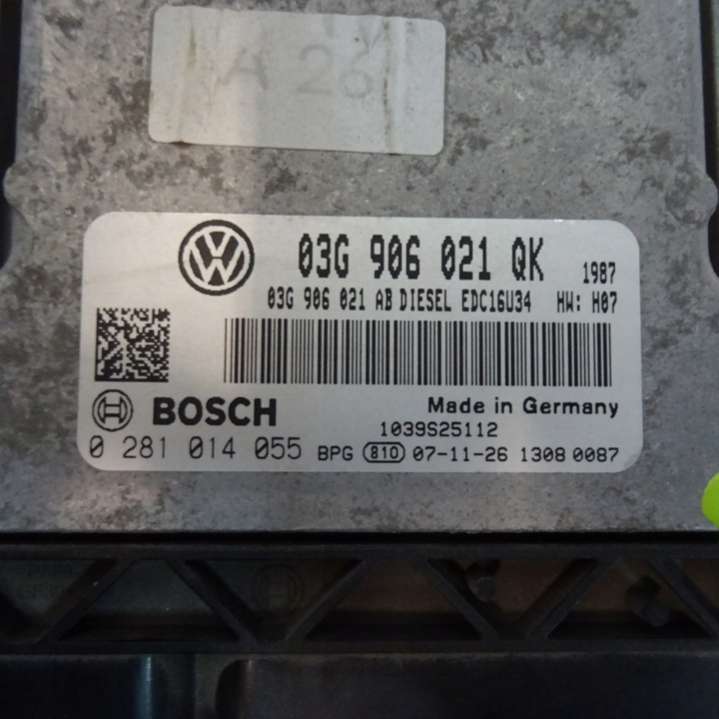 A 26
03G 906 021 QK 1987
03G 906 021 AB DIESEL EDC16U34 HW: H07
BOSCH
Made in Germany
1039S25112
0 281 014 055 BPG 810 07-11-26 1308 0087